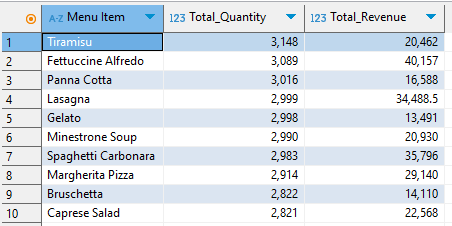 A-Z Menu Item 123 Total_Quantity 123 Total_Revenue
1 Tiramisu 3,148 20,462
2 Fettuccine Alfredo 3,089 40,157
3 Panna Cotta 3,016 16,588
4 Lasagna 2,999 34,488.5
5 Gelato 2,998 13,491
6 Minestrone Soup 2,990 20,930
7 Spaghetti Carbonara 2,983 35,796
8 Margherita Pizza 2,914 29,140
9 Bruschetta 2,822 14,110
10 Caprese Salad 2,821 22,568